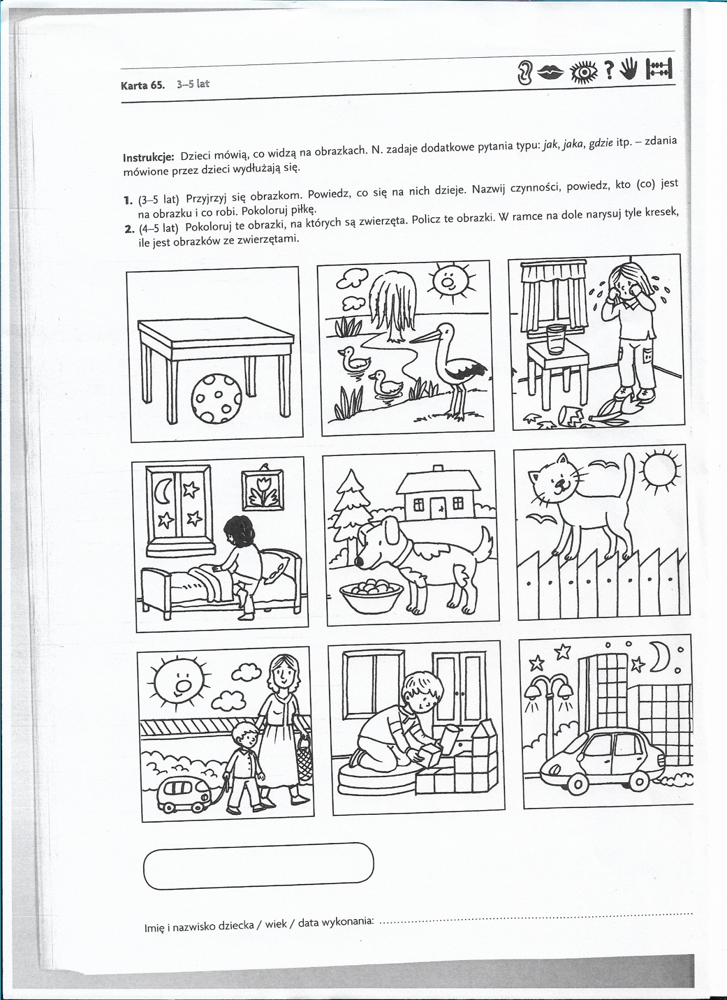 Karta 65. 3–5 lat
?
Instrukcje: Dzieci mówią, co widzą na obrazkach. N. zadaje dodatkowe pytania typu: jak, jaka, gdzie itp. – zdania
mówione przez dzieci wydłużają się.
1. (3–5 lat) Przyjrzyj się obrazkom. Powiedz, co się na nich dzieje. Nazwij czynności, powiedz, kto (co) jest
na obrazku i co robi. Pokoloruj piłkę.
2. (4–5 lat) Pokoloruj te obrazki, na których są zwierzęta. Policz te obrazki. W ramce na dole narysuj tyle kresek,
ile jest obrazków ze zwierzętami.
Imię i nazwisko dziecka / wiek / data wykonania: ........................................................